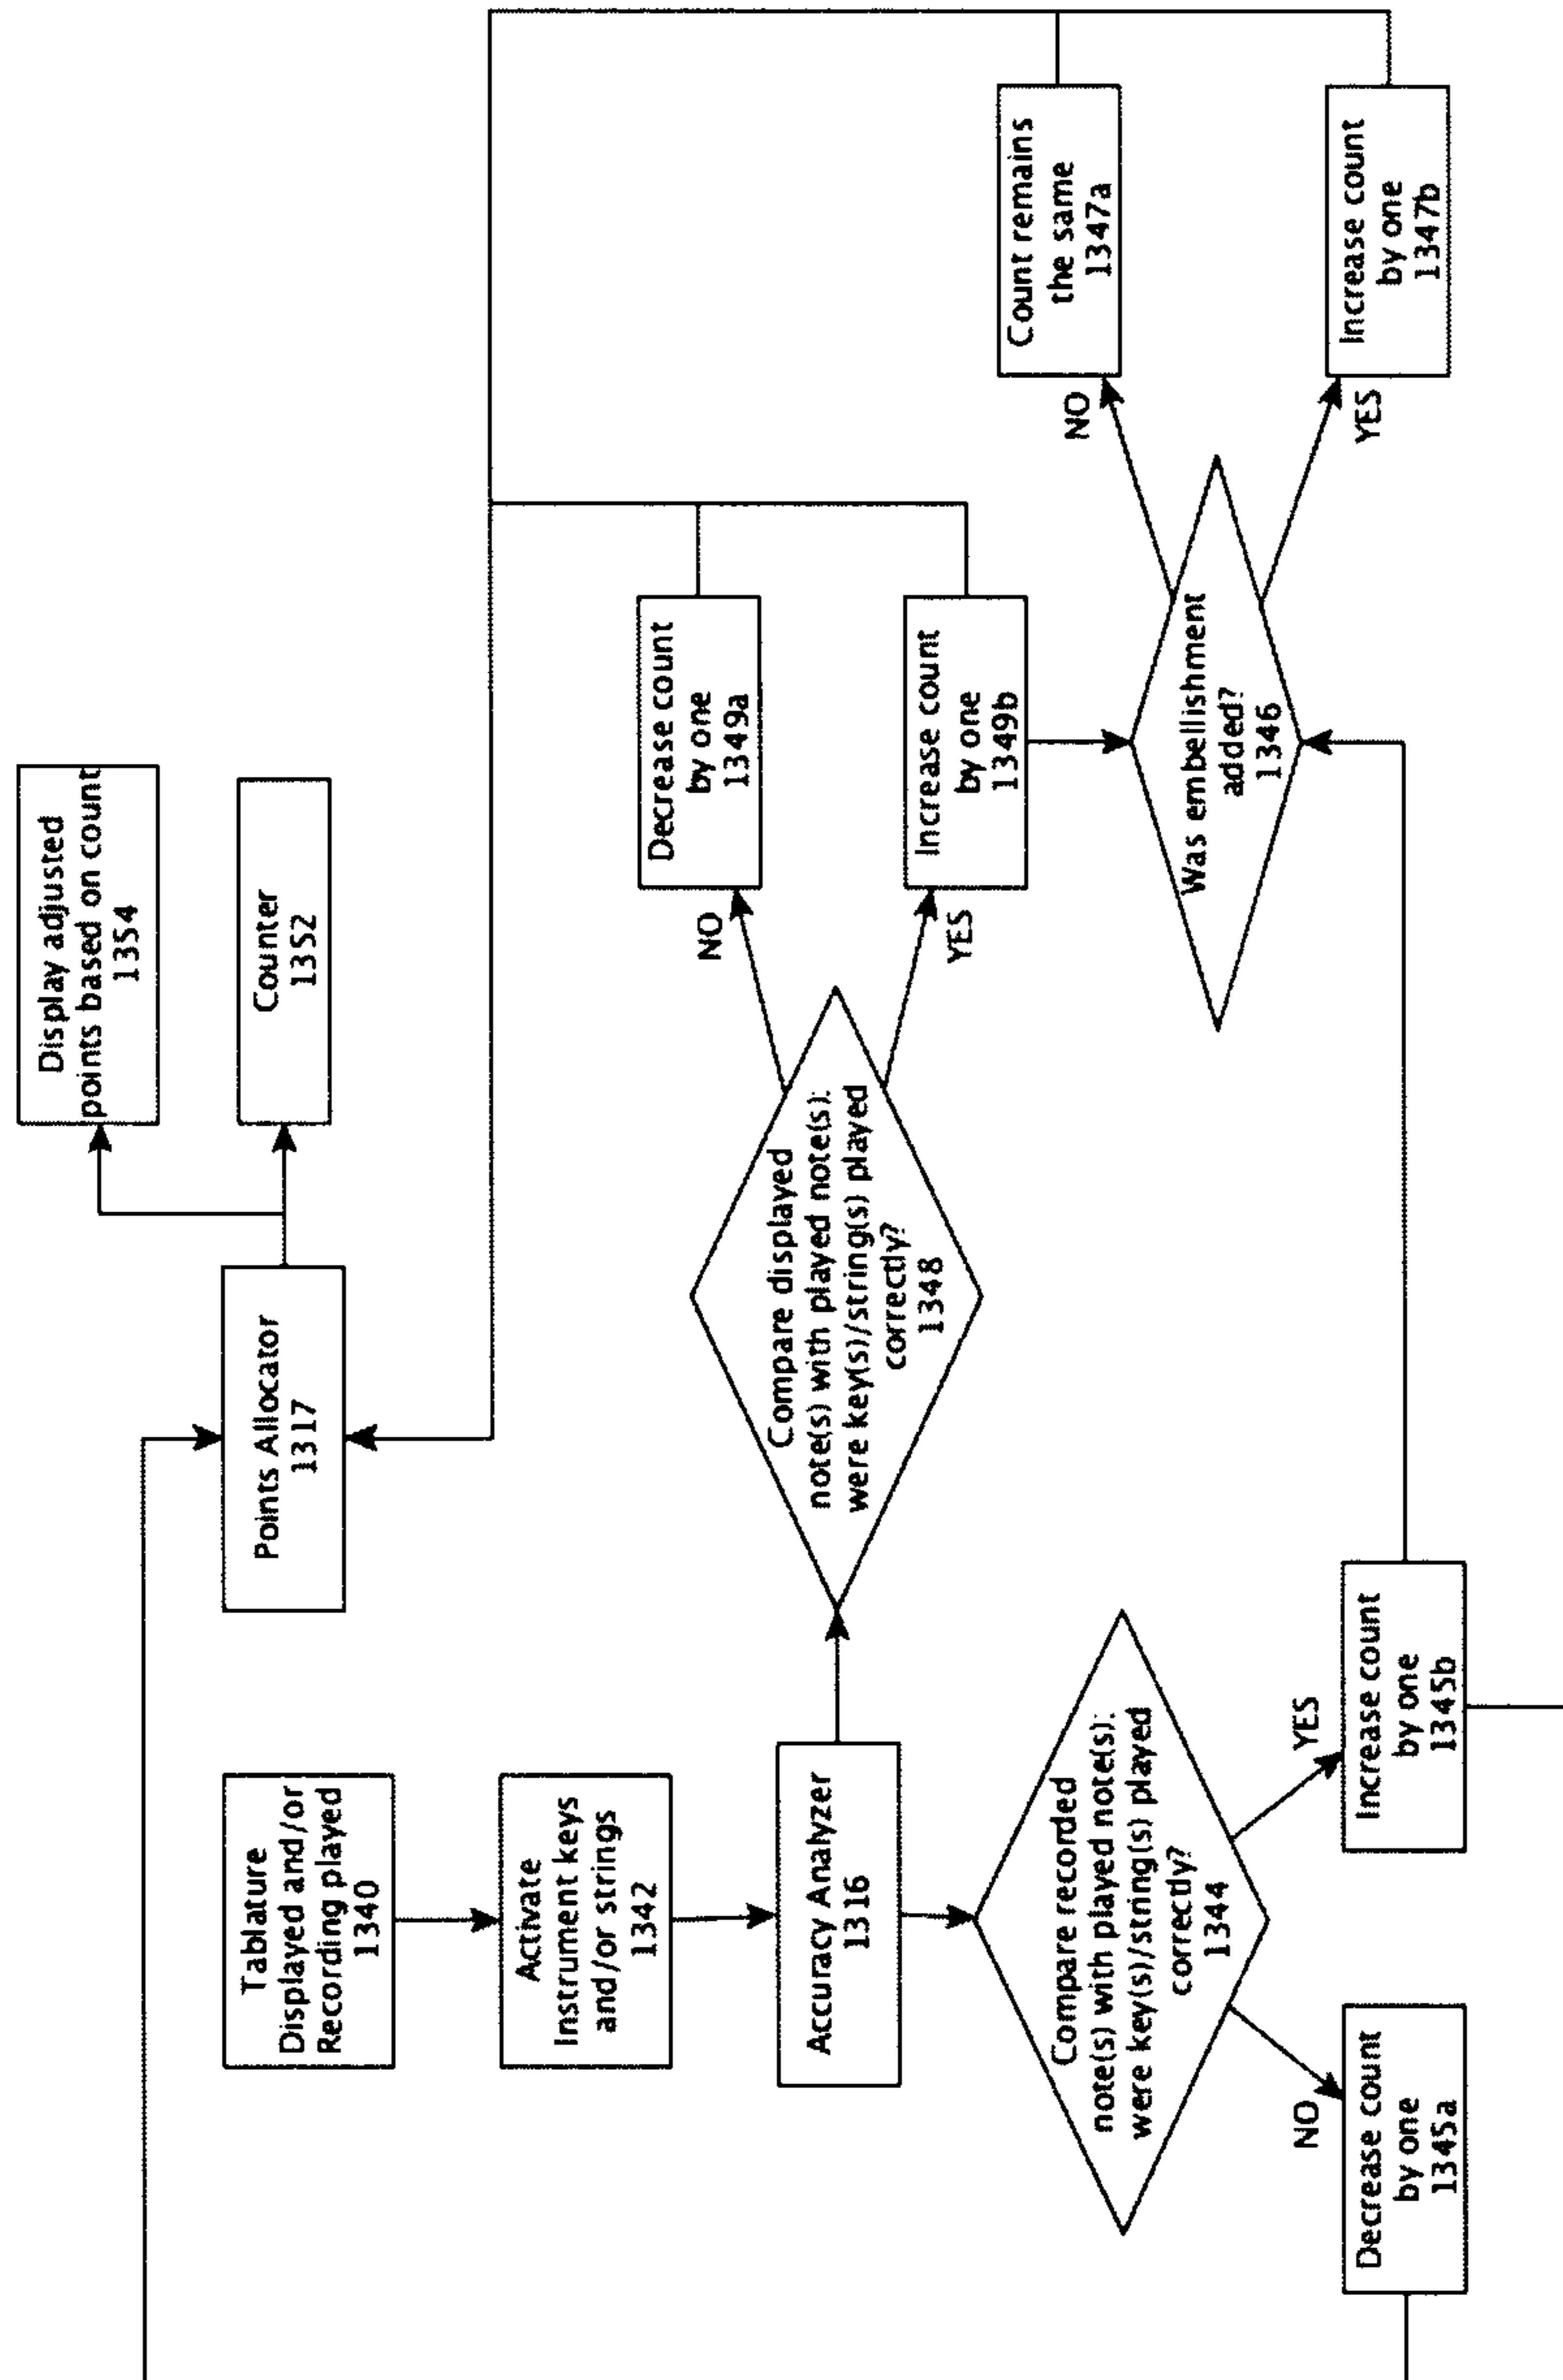 Tablature
Displayed and/or
Recording played
1340
Activate
Instrument keys
and/or strings
1342
Accuracy Analyzer
1316
Compare recorded
note(s) with played note(s):
were key(s)/string(s) played
correctly?
1344
NO
YES
Decrease count
by one
1345a
Increase count
by one
1345b
Points Allocator
1317
Display adjusted
points based on count
1354
Counter
1352
Compare displayed
note(s) with played note(s):
were key(s)/string(s) played
correctly?
1348
NO
YES
Decrease count
by one
1349a
Increase count
by one
1349b
Was embellishment
added?
1346
NO
YES
Count remains
the same
1347a
Increase count
by one
1347b